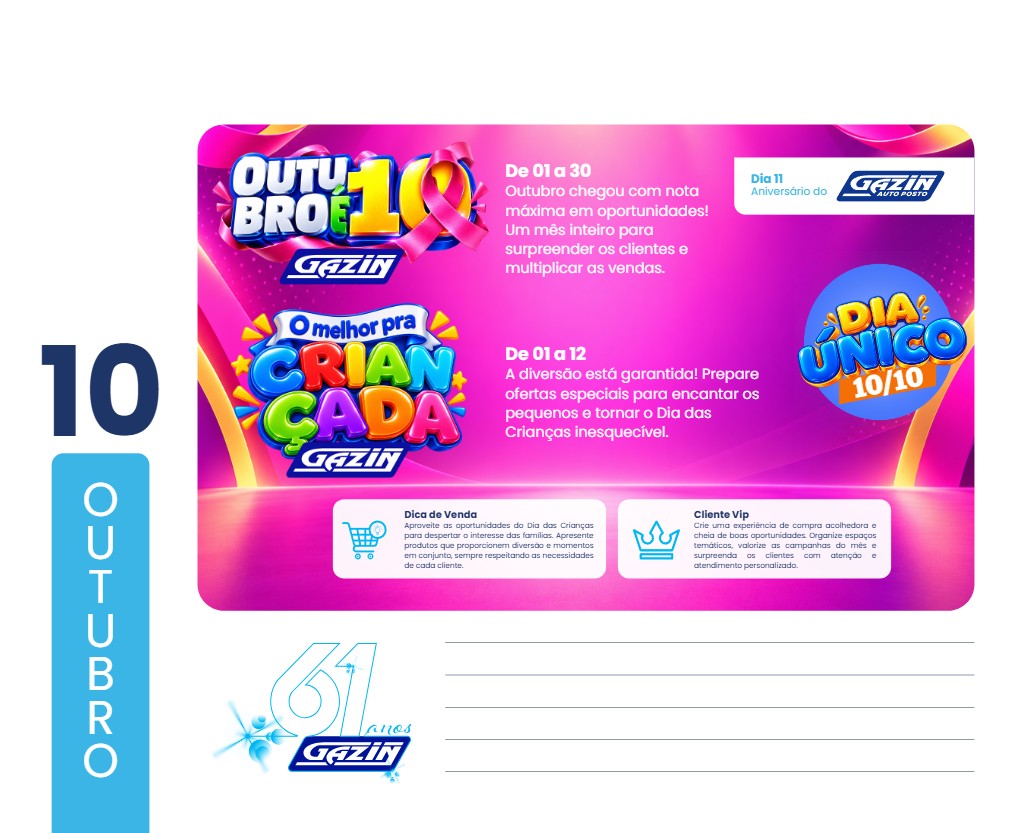 10
OUTUBRO
OUTU
BRO É 10
GAZIN
De 01 a 30
Outubro chegou com nota
máxima em oportunidades!
Um mês inteiro para
surpreender os clientes e
multiplicar as vendas.
Dia 11
Aniversário do
GAZIN
AUTO POSTO
O melhor pra
CRIAN
ÇADA
GAZIN
De 01 a 12
A diversão está garantida! Prepare
ofertas especiais para encantar os
pequenos e tornar o Dia das
Crianças inesquecível.
DIA
ÚNICO
10/10
Dica de Venda
Aproveite as oportunidades do Dia das Crianças
para despertar o interesse das famílias. Apresente
produtos que proporcionem diversão e momentos
em conjunto, sempre respeitando as necessidades
de cada cliente.
Cliente Vip
Crie uma experiência de compra acolhedora e
cheia de boas oportunidades. Organize espaços
temáticos, valorize as campanhas do mês e
surpreenda os clientes com atenção e
atendimento personalizado.
61
anos
GAZIN